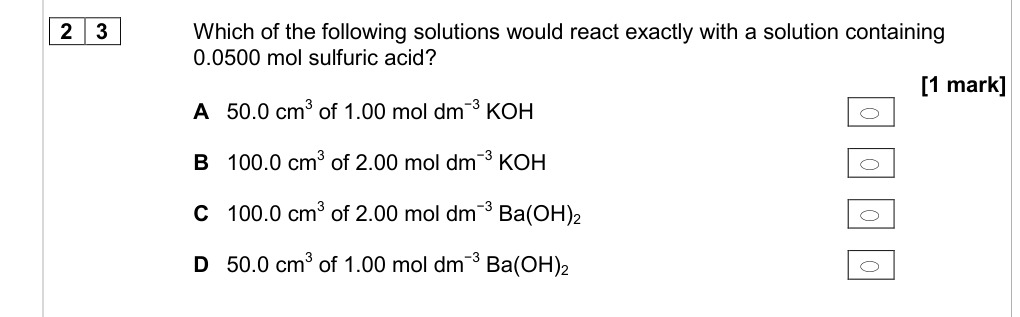 2 3 Which of the following solutions would react exactly with a solution containing
0.0500 mol sulfuric acid?
[1 mark]
A 50.0 cm³ of 1.00 mol dm⁻³ KOH
B 100.0 cm³ of 2.00 mol dm⁻³ KOH
C 100.0 cm³ of 2.00 mol dm⁻³ Ba(OH)₂
D 50.0 cm³ of 1.00 mol dm⁻³ Ba(OH)₂